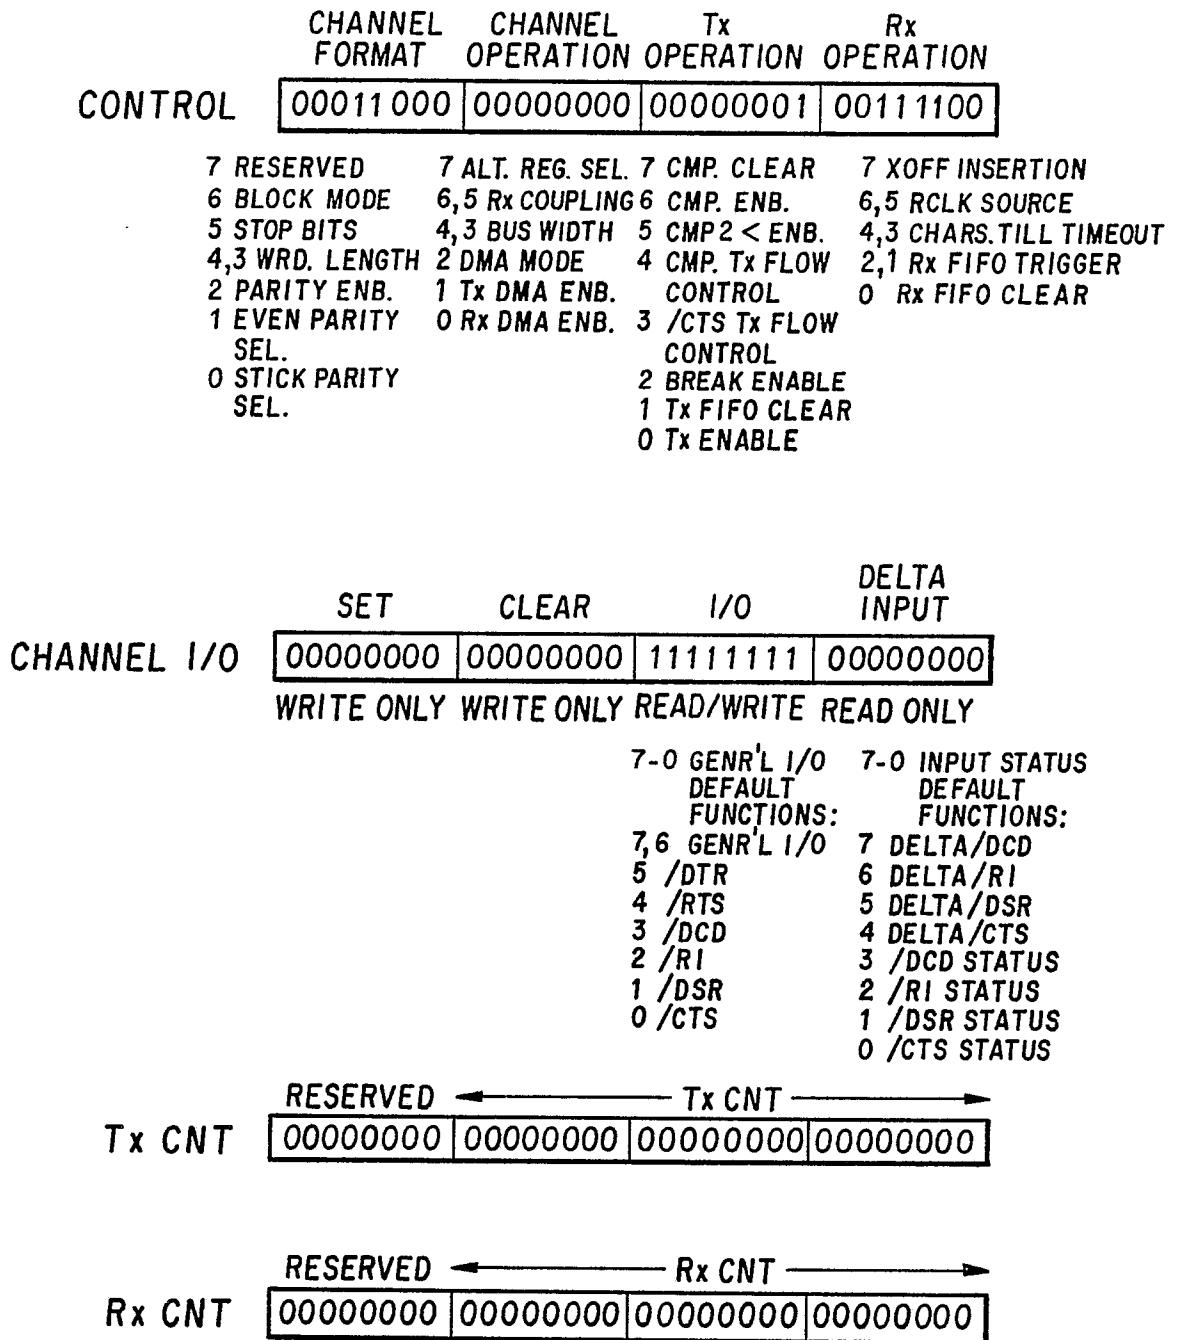 CHANNEL FORMAT CHANNEL OPERATION Tx OPERATION Rx OPERATION
CONTROL 00011000 00000000 00000001 00111100
7 RESERVED
6 BLOCK MODE
5 STOP BITS
4,3 WRD. LENGTH
2 PARITY ENB.
1 EVEN PARITY
SEL.
0 STICK PARITY
SEL.
7 ALT. REG. SEL.
6,5 Rx COUPLING
4,3 BUS WIDTH
2 DMA MODE
1 Tx DMA ENB.
0 Rx DMA ENB.
7 CMP. CLEAR
6 CMP. ENB.
5 CMP 2 < ENB.
4 CMP. Tx FLOW
CONTROL
3 /CTS Tx FLOW
CONTROL
2 BREAK ENABLE
1 Tx FIFO CLEAR
0 Tx ENABLE
7 XOFF INSERTION
6,5 RCLK SOURCE
4,3 CHARS. TILL TIMEOUT
2,1 Rx FIFO TRIGGER
0 Rx FIFO CLEAR
SET CLEAR I/O DELTA INPUT
CHANNEL I/O 00000000 00000000 11111111 00000000
WRITE ONLY WRITE ONLY READ/WRITE READ ONLY
7-0 GENR'L I/O
DEFAULT
FUNCTIONS:
7,6 GENR'L I/O
5 /DTR
4 /RTS
3 /DCD
2 /RI
1 /DSR
0 /CTS
7-0 INPUT STATUS
DEFAULT
FUNCTIONS:
7 DELTA/DCD
6 DELTA/RI
5 DELTA/DSR
4 DELTA/CTS
3 /DCD STATUS
2 /RI STATUS
1 /DSR STATUS
0 /CTS STATUS
RESERVED Tx CNT
Tx CNT 00000000 00000000 00000000 00000000
RESERVED Rx CNT
Rx CNT 00000000 00000000 00000000 00000000